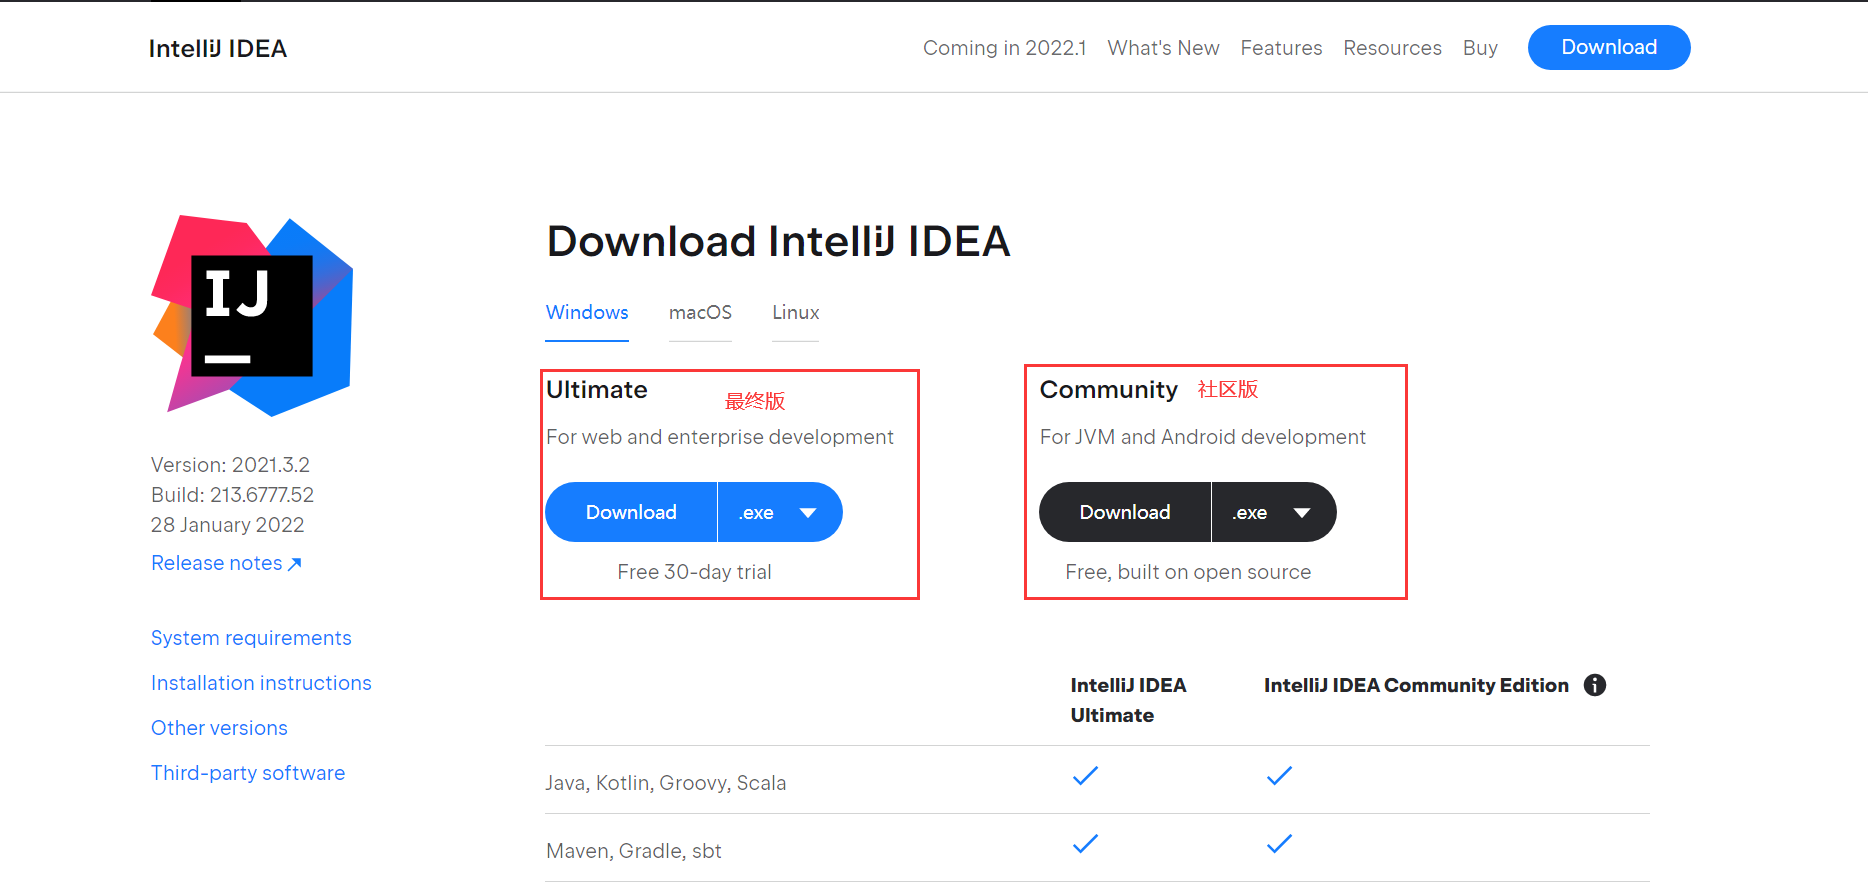 IntelliJ IDEA
Coming in 2022.1 What's New Features Resources Buy Download
IJ
Download IntelliJ IDEA
Windows macOS Linux
Ultimate 最终版
For web and enterprise development
Download .exe
Free 30-day trial
Community 社区版
For JVM and Android development
Download .exe
Free, built on open source
Version: 2021.3.2
Build: 213.6777.52
28 January 2022
Release notes
System requirements
Installation instructions
Other versions
Third-party software
IntelliJ IDEA
Ultimate
IntelliJ IDEA Community Edition
Java, Kotlin, Groovy, Scala
Maven, Gradle, sbt